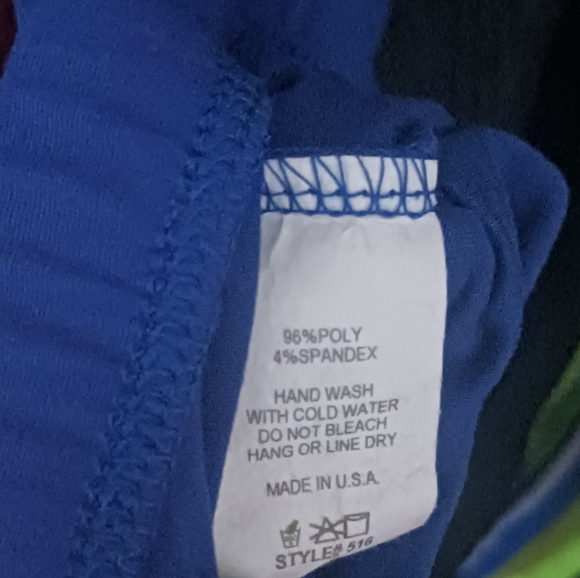 96%POLY
4%SPANDEX
HAND WASH
WITH COLD WATER
DO NOT BLEACH
HANG OR LINE DRY
MADE IN U.S.A.
STYLE# 516